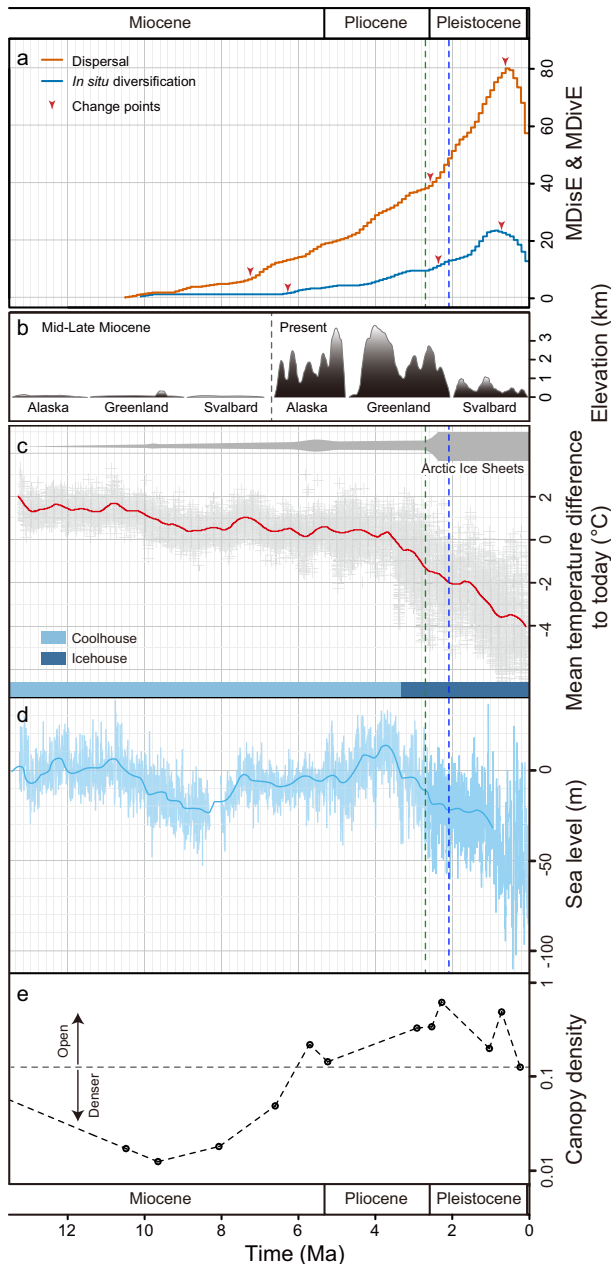 Miocene
Pliocene
Pleistocene
a
Dispersal
In situ diversification
Change points
80
60
40
20
0
MDisE & MDivE
b
Mid-Late Miocene
Present
Alaska
Greenland
Svalbard
Alaska
Greenland
Svalbard
3
2
1
0
Elevation (km)
c
Arctic Ice Sheets
2
0
-2
-4
Mean temperature difference
to today (°C)
Coolhouse
Icehouse
d
0
-50
-100
Sea level (m)
e
Open
Denser
1
0.1
0.01
Canopy density
Miocene
Pliocene
Pleistocene
12
10
8
6
4
2
0
Time (Ma)